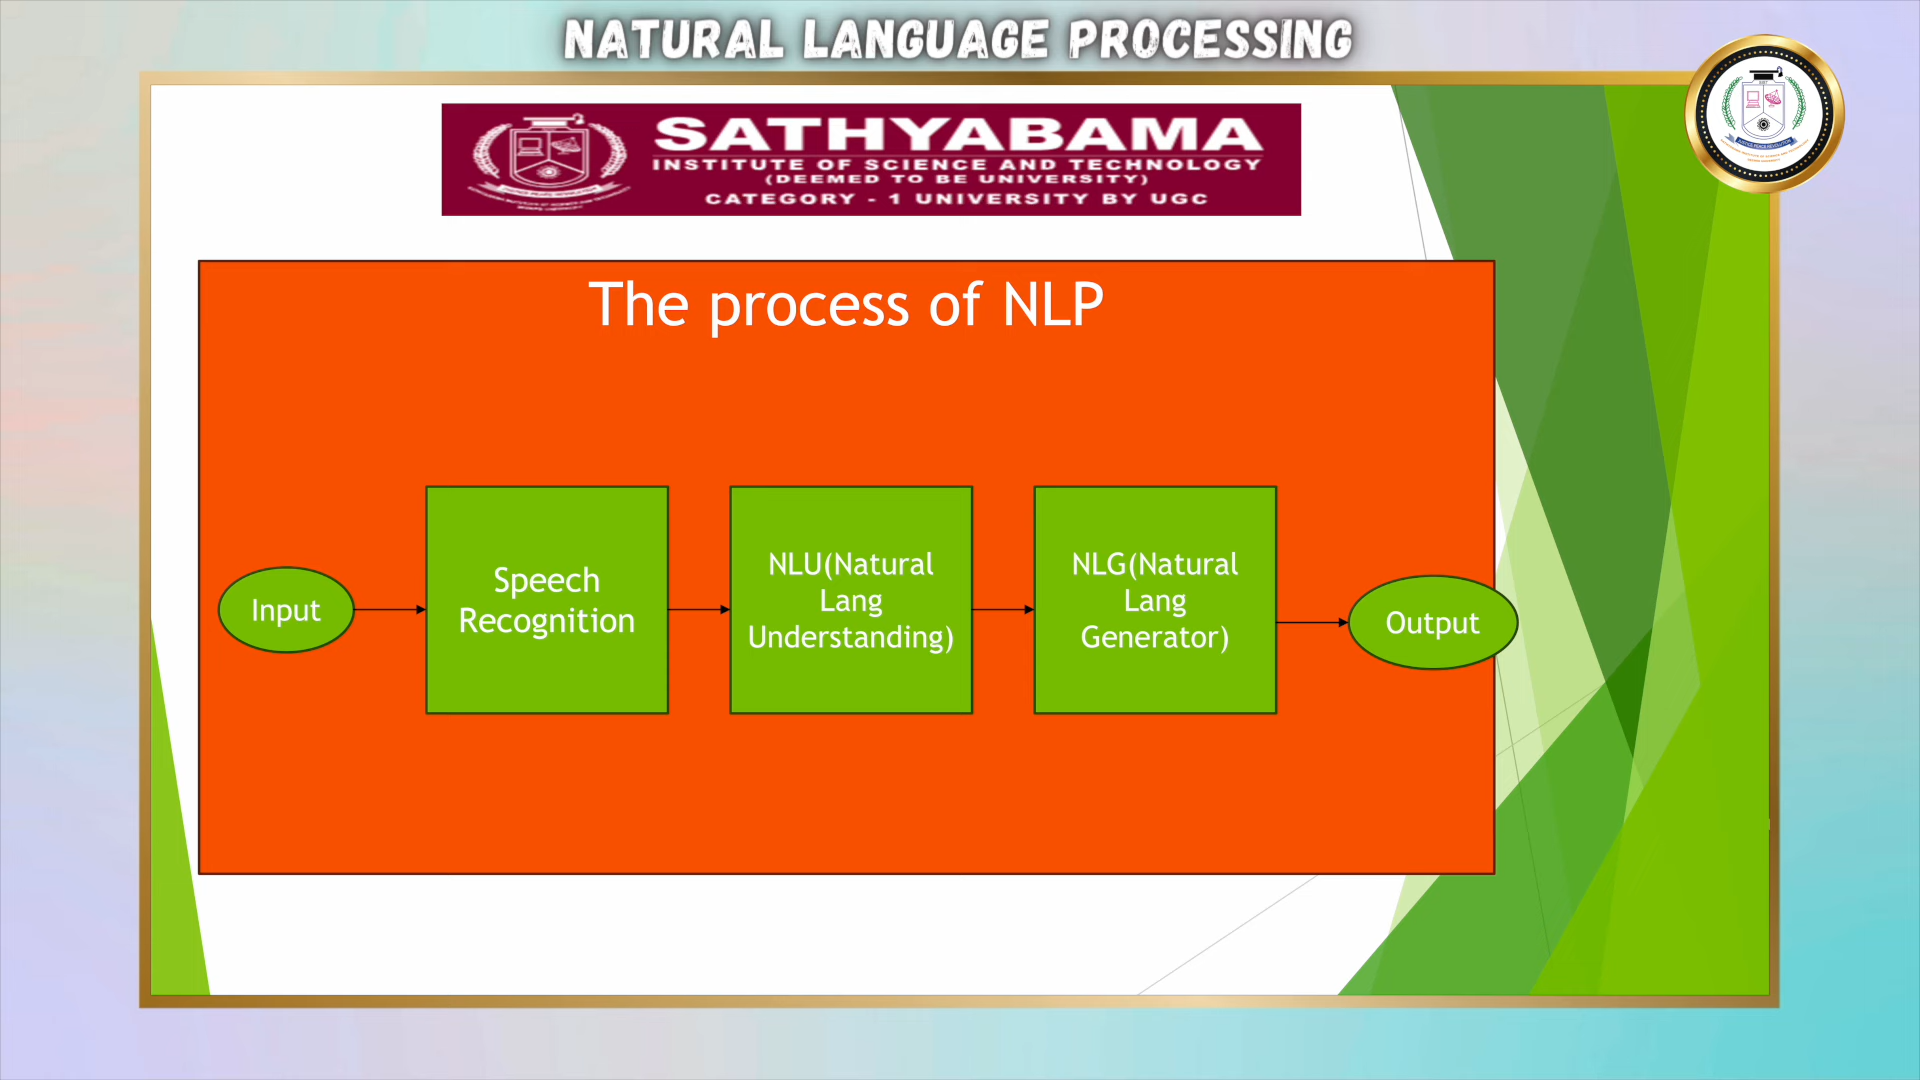 NATURAL LANGUAGE PROCESSING
SATHYABAMA
INSTITUTE OF SCIENCE AND TECHNOLOGY
(DEEMED TO BE UNIVERSITY)
CATEGORY - 1 UNIVERSITY BY UGC
The process of NLP
Input
Speech
Recognition
NLU(Natural
Lang
Understanding)
NLG(Natural
Lang
Generator)
Output